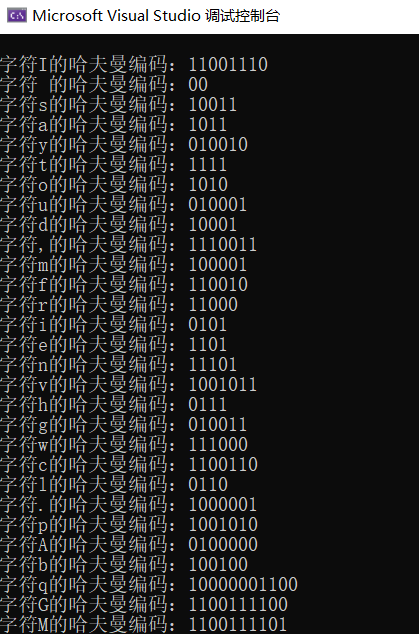 Microsoft Visual Studio 调试控制台
字符I的哈夫曼编码：11001110
字符 的哈夫曼编码：00
字符s的哈夫曼编码：10011
字符a的哈夫曼编码：1011
字符y的哈夫曼编码：010010
字符t的哈夫曼编码：1111
字符o的哈夫曼编码：1010
字符u的哈夫曼编码：010001
字符d的哈夫曼编码：10001
字符,的哈夫曼编码：1110011
字符m的哈夫曼编码：100001
字符f的哈夫曼编码：110010
字符r的哈夫曼编码：11000
字符i的哈夫曼编码：0101
字符e的哈夫曼编码：1101
字符n的哈夫曼编码：11101
字符v的哈夫曼编码：1001011
字符h的哈夫曼编码：0111
字符g的哈夫曼编码：010011
字符w的哈夫曼编码：111000
字符c的哈夫曼编码：1100110
字符l的哈夫曼编码：0110
字符.的哈夫曼编码：1000001
字符p的哈夫曼编码：1001010
字符A的哈夫曼编码：0100000
字符b的哈夫曼编码：100100
字符q的哈夫曼编码：10000001100
字符G的哈夫曼编码：1100111100
字符M的哈夫曼编码：1100111101